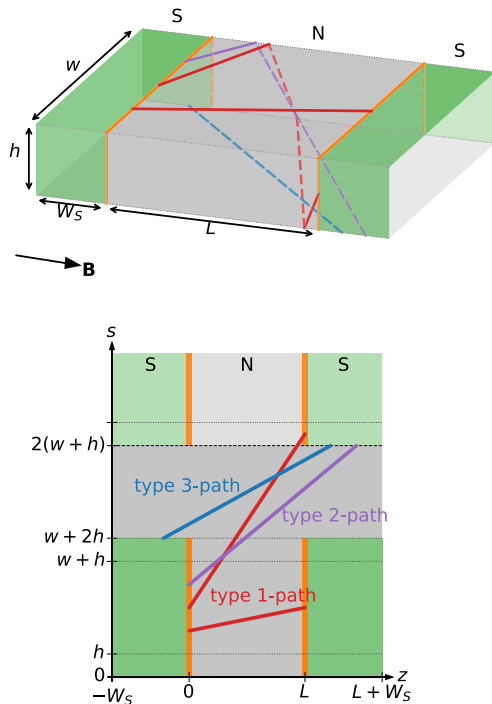 S
N
S
w
h
W_S
L
B
s
S
N
S
2(w + h)
type 3-path
type 2-path
w + 2h
w + h
type 1-path
h
0
z
−W_S
0
L
L + W_S